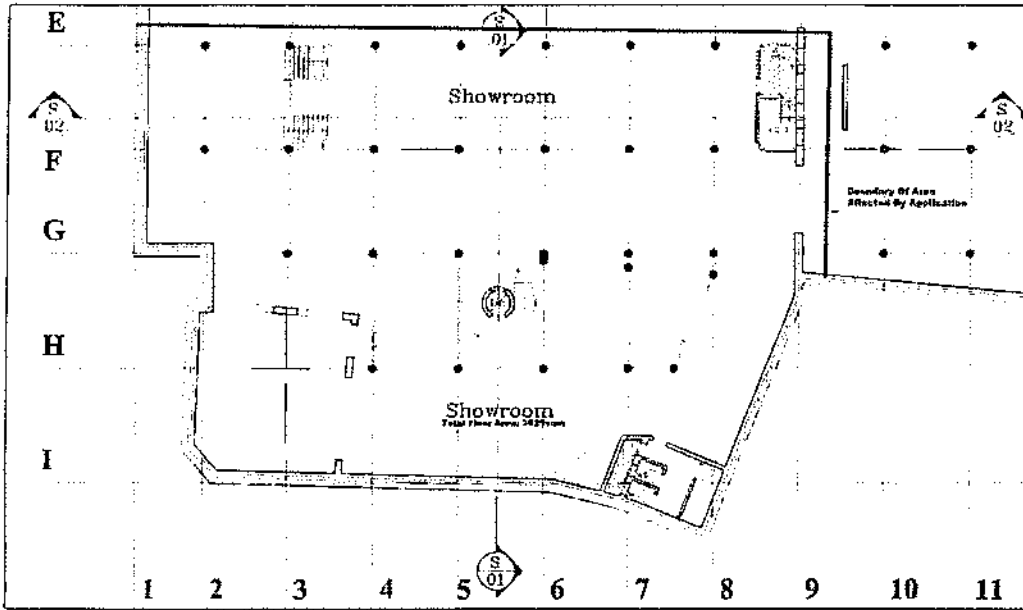 E
S
01
Showroom
S
02
S
02
F
Boundary Of Area
Affected By Application
G
H
Showroom
I
S
01
1 2 3 4 5 6 7 8 9 10 11